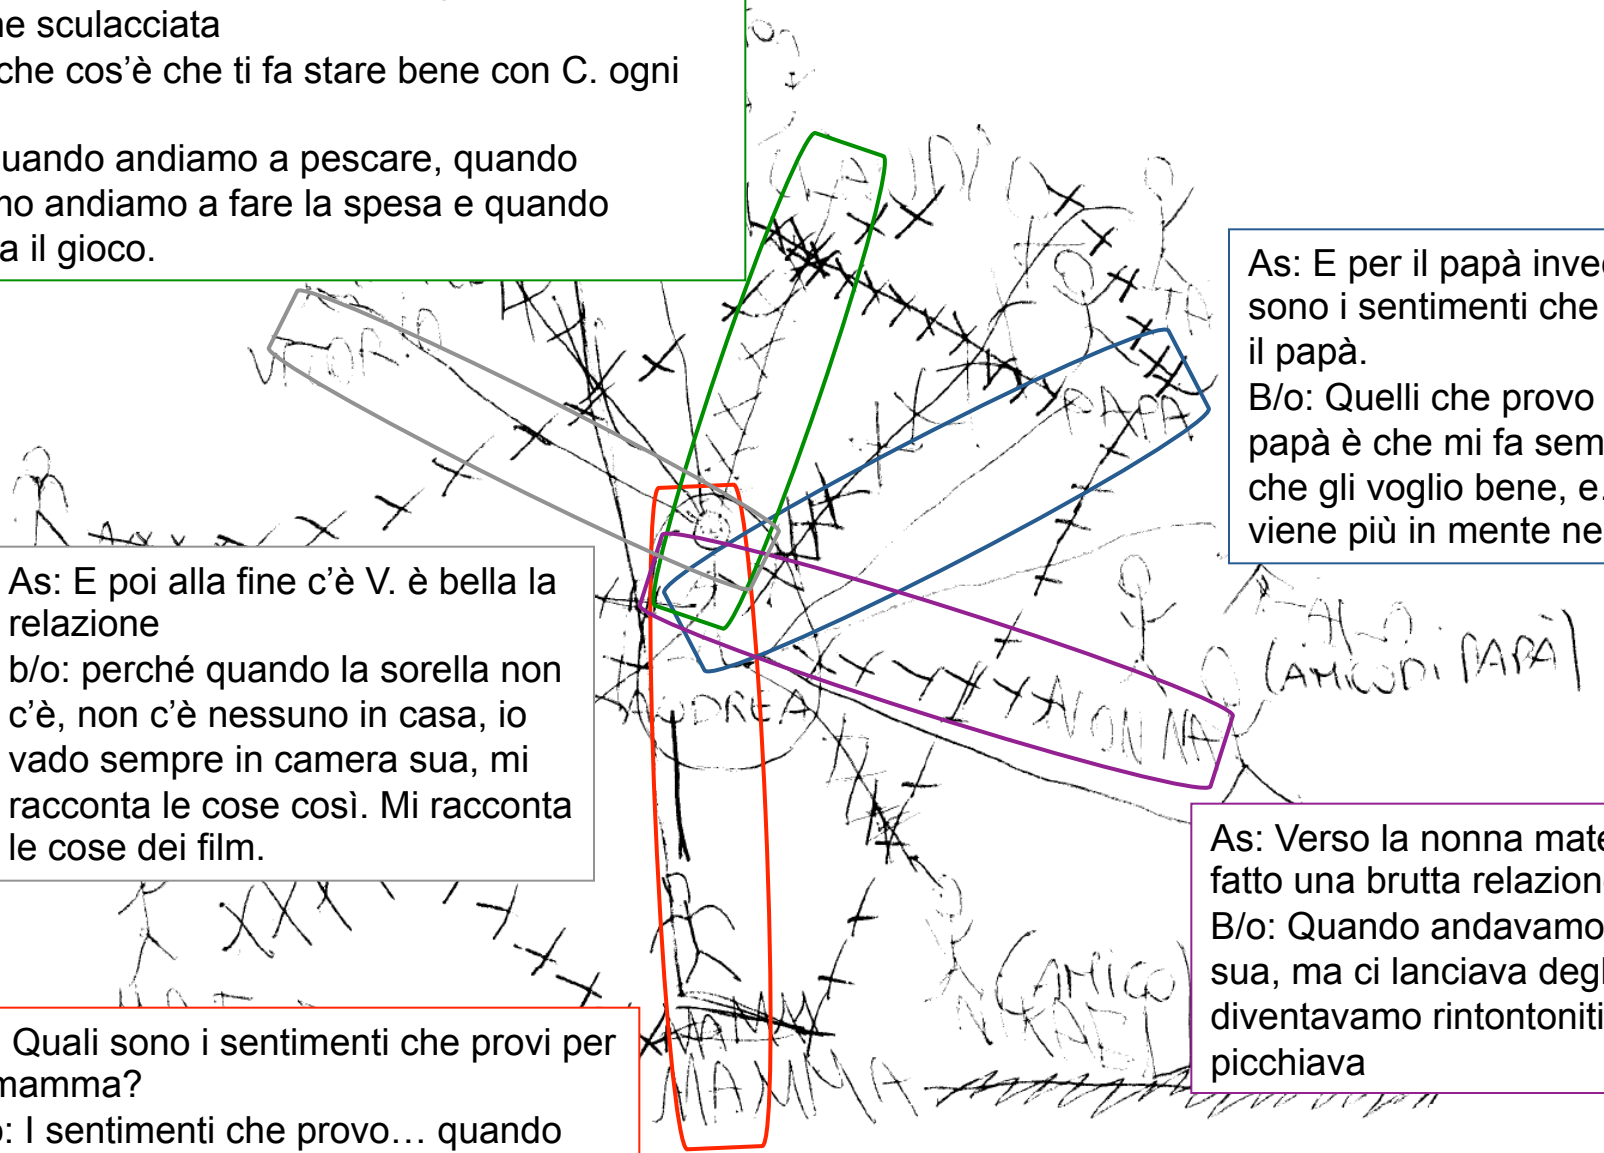 ne sculacciata
che cos’è che ti fa stare bene con C. ogni
uando andiamo a pescare, quando
no andiamo a fare la spesa e quando
a il gioco.
As: E per il papà invec
sono i sentimenti che
il papà.
B/o: Quelli che provo
papà è che mi fa sem
che gli voglio bene, e.
viene più in mente ne
PAPÀ
As: E poi alla fine c’è V. è bella la
relazione
b/o: perché quando la sorella non
c’è, non c’è nessuno in casa, io
vado sempre in camera sua, mi
racconta le cose così. Mi racconta
le cose dei film.
(AMICO DI PAPÀ)
ANDREA
NONNA
As: Verso la nonna mate
fatto una brutta relazion
B/o: Quando andavamo
sua, ma ci lanciava degl
diventavamo rintontoniti
picchiava
(AMICO
Quali sono i sentimenti che provi per
mamma?
o: I sentimenti che provo… quando
MAMMA